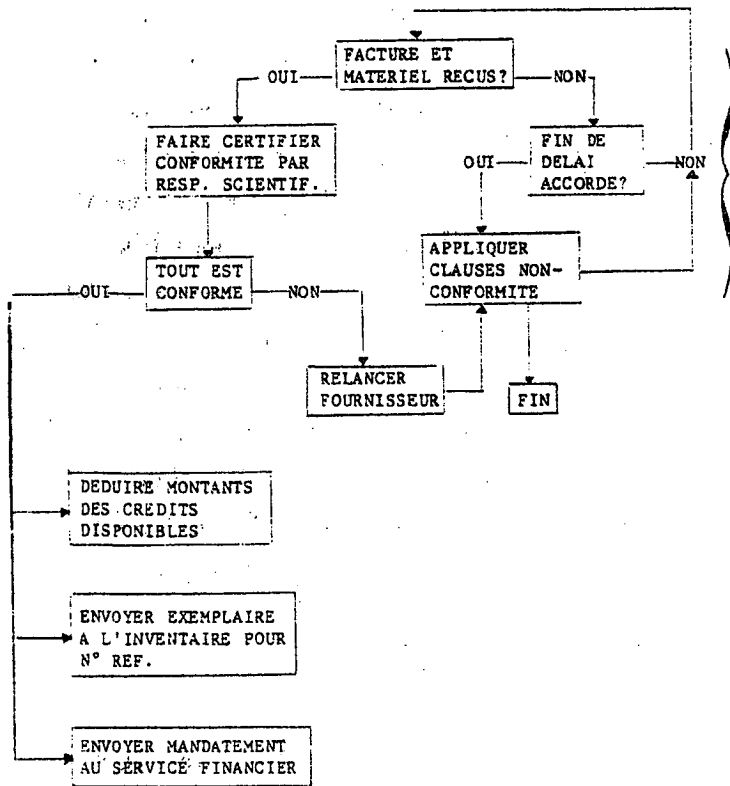 FACTURE ET
MATERIEL RECUS?
OUI
NON
FAIRE CERTIFIER
CONFORMITE PAR
RESP. SCIENTIF.
FIN DE
DELAI
ACCORDE?
OUI
NON
APPLIQUER
CLAUSES NON-
CONFORMITE
TOUT EST
CONFORME
OUI
NON
RELANCER
FOURNISSEUR
FIN
DEDUIRE MONTANTS
DES CREDITS
DISPONIBLES
ENVOYER EXEMPLAIRE
A L'INVENTAIRE POUR
N° REF.
ENVOYER MANDATEMENT
AU SERVICE FINANCIER